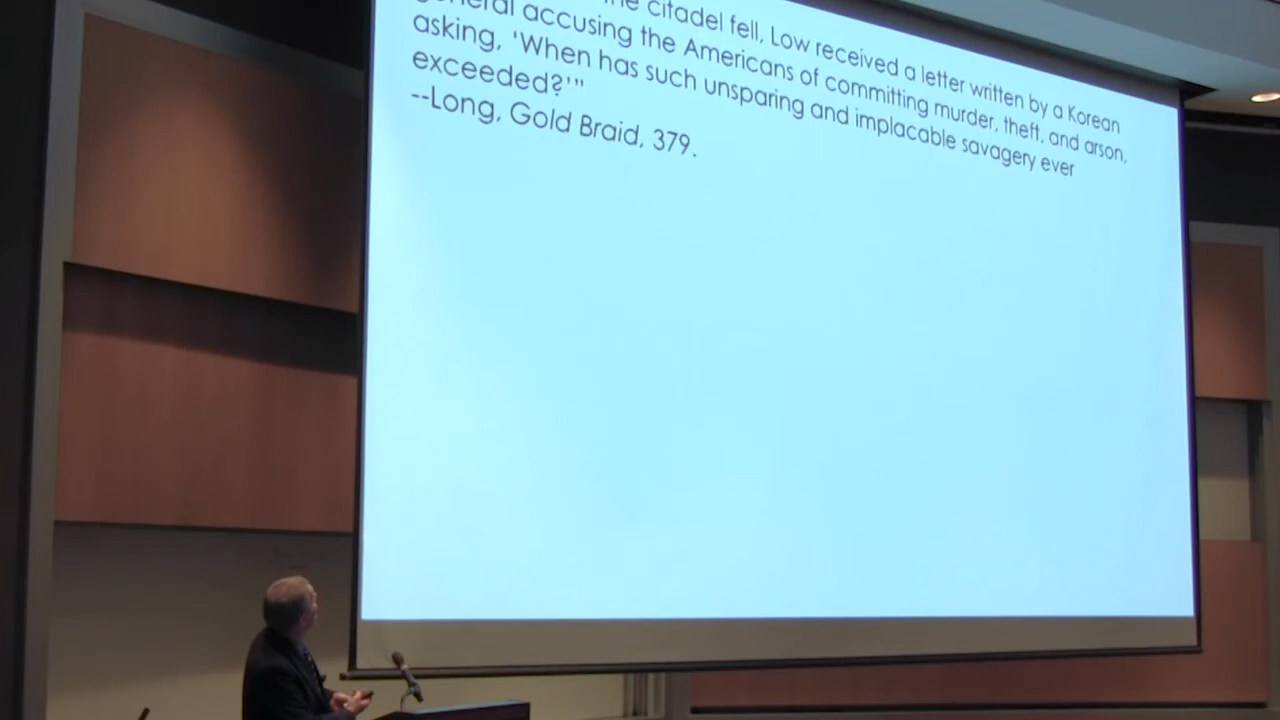 the citadel fell, Low received a letter written by a Korean
general accusing the Americans of committing murder, theft, and arson,
asking, ‘When has such unsparing and implacable savagery ever
exceeded?’”
--Long, Gold Braid, 379.